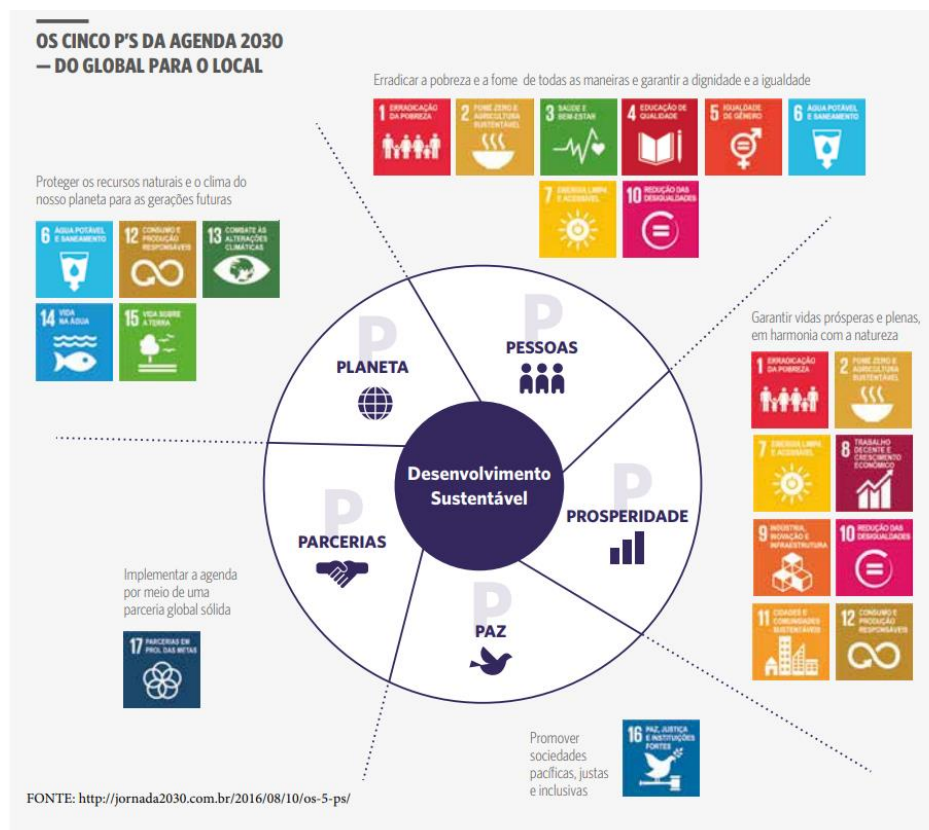 OS CINCO P'S DA AGENDA 2030
— DO GLOBAL PARA O LOCAL
Erradicar a pobreza e a fome de todas as maneiras e garantir a dignidade e a igualdade
1 ERRADICAÇÃO
DA POBREZA
2 FOME ZERO E
AGRICULTURA
SUSTENTÁVEL
3 SAÚDE E
BEM-ESTAR
4 EDUCAÇÃO DE
QUALIDADE
5 IGUALDADE
DE GÊNERO
6 ÁGUA POTÁVEL
E SANEAMENTO
7 ENERGIA LIMPA
E ACESSÍVEL
10 REDUÇÃO DAS
DESIGUALDADES
Proteger os recursos naturais e o clima do
nosso planeta para as gerações futuras
6 ÁGUA POTÁVEL
E SANEAMENTO
12 CONSUMO E
PRODUÇÃO
RESPONSÁVEIS
13 COMBATE ÀS
ALTERAÇÕES
CLIMÁTICAS
14 VIDA
NA ÁGUA
15 VIDA SOBRE
A TERRA
P
PLANETA
P
PESSOAS
Garantir vidas prósperas e plenas,
em harmonia com a natureza
1 ERRADICAÇÃO
DA POBREZA
2 FOME ZERO E
AGRICULTURA
SUSTENTÁVEL
7 ENERGIA LIMPA
E ACESSÍVEL
8 TRABALHO
DECENTE E
CRESCIMENTO
ECONÔMICO
9 INDÚSTRIA,
INOVAÇÃO E
INFRAESTRUTURA
10 REDUÇÃO DAS
DESIGUALDADES
11 CIDADES E
COMUNIDADES
SUSTENTÁVEIS
12 CONSUMO E
PRODUÇÃO
RESPONSÁVEIS
Desenvolvimento
Sustentável
P
PARCERIAS
P
PROSPERIDADE
P
PAZ
Implementar a agenda
por meio de uma
parceria global sólida
17 PARCERIAS EM
PROL DAS METAS
Promover
sociedades
pacíficas, justas
e inclusivas
16 PAZ, JUSTIÇA
E INSTITUIÇÕES
FORTES
FONTE: http://jornada2030.com.br/2016/08/10/os-5-ps/